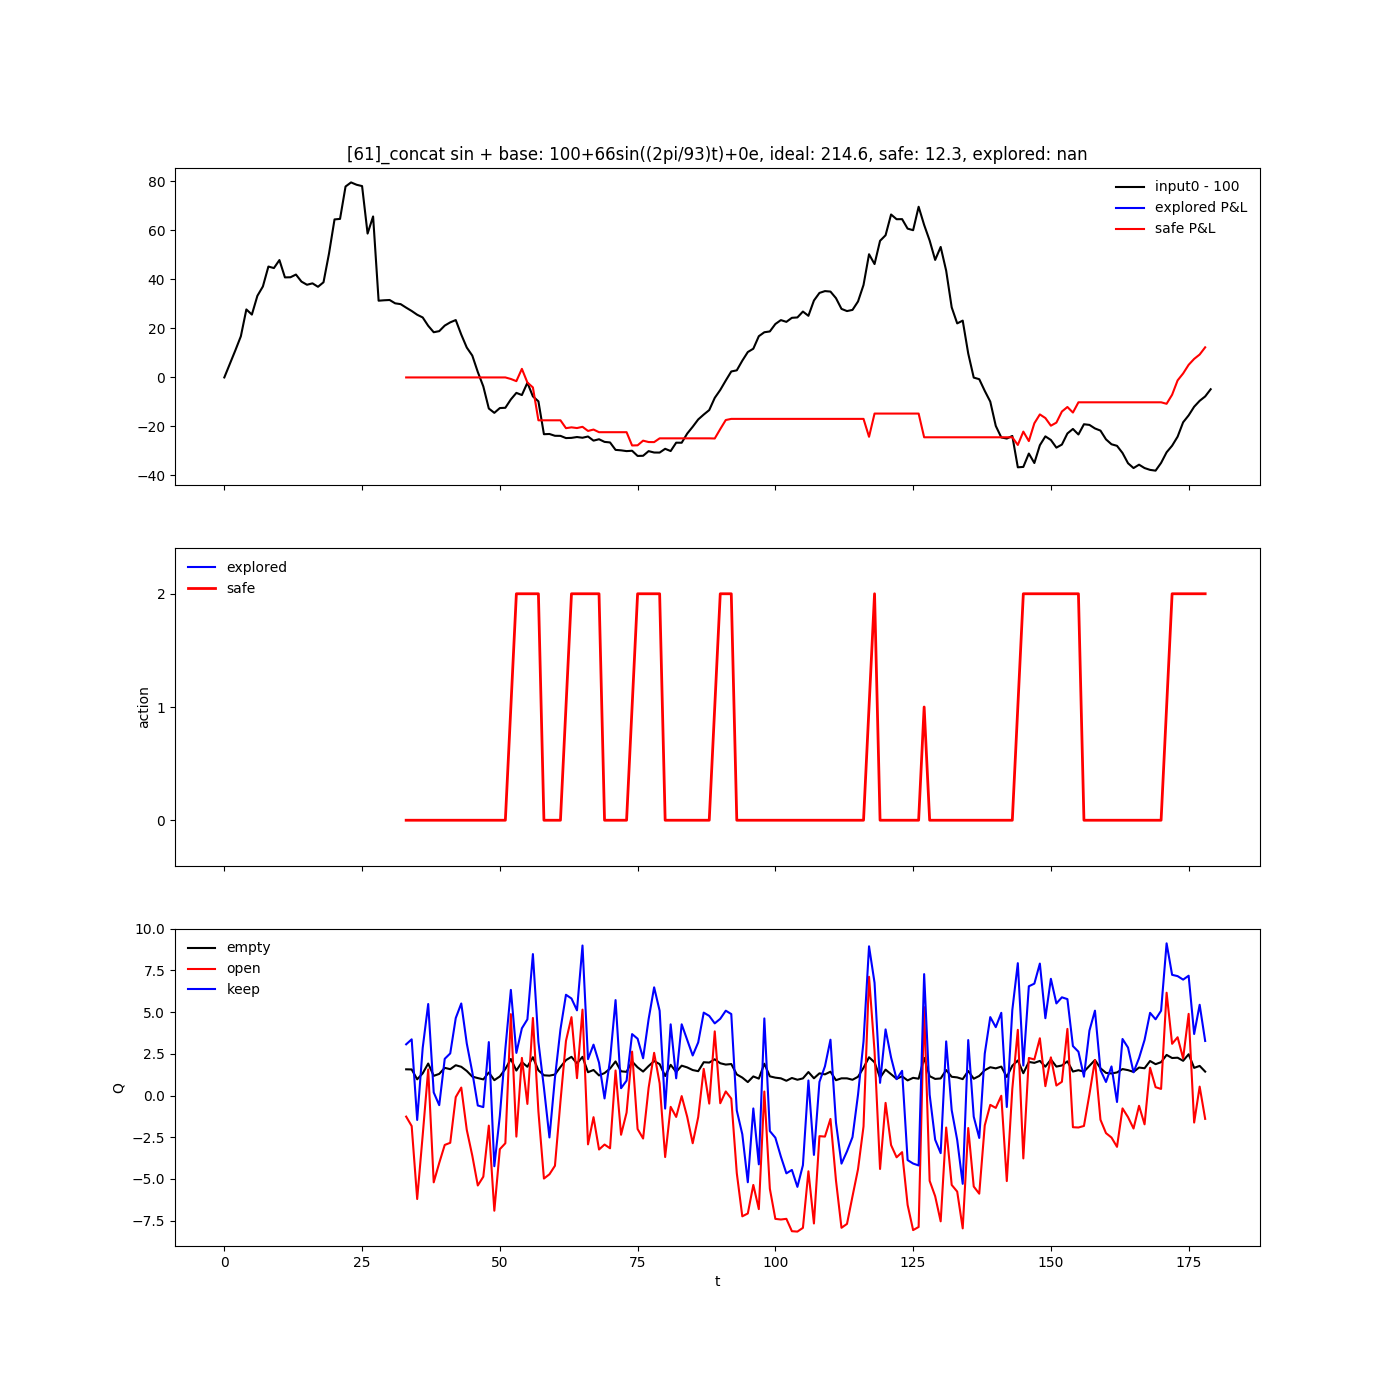 [61]_concat sin + base: 100+66sin((2pi/93)t)+0e, ideal: 214.6, safe: 12.3, explored: nan
80
60
40
20
0
−20
−40
input0 - 100
explored P&L
safe P&L
explored
safe
2
1
0
action
empty
open
keep
10.0
7.5
5.0
2.5
0.0
−2.5
−5.0
−7.5
Q
0 25 50 75 100 125 150 175
t